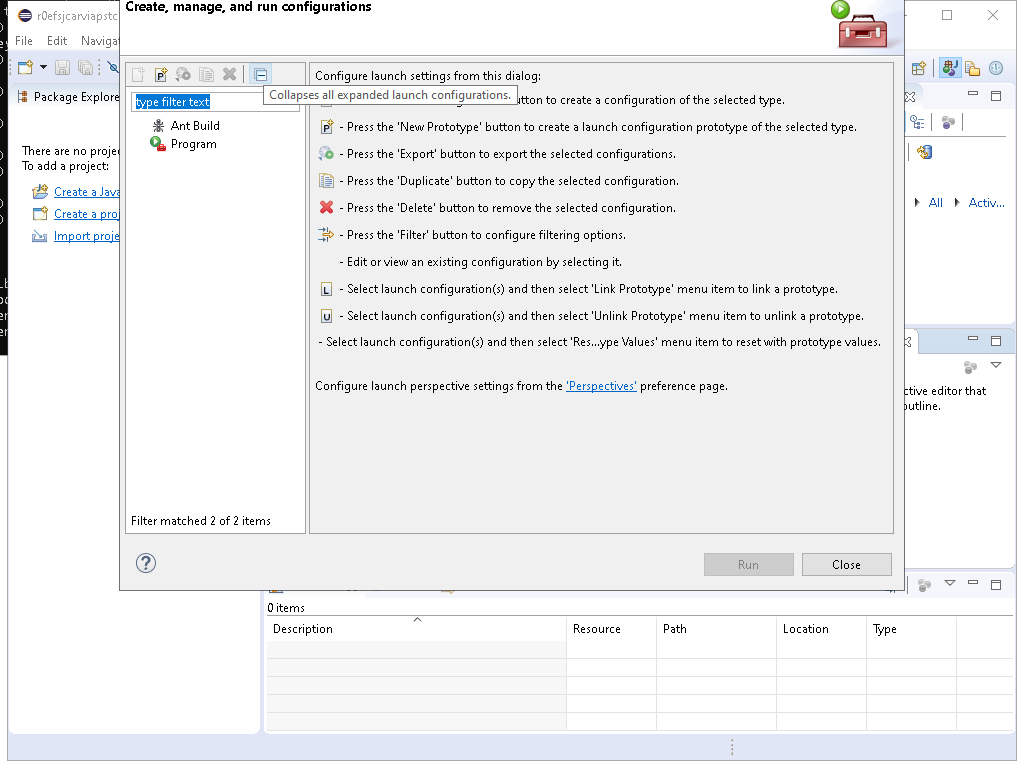 Create, manage, and run configurations
r0efsjcarviapstc
File Edit Naviga
Package Explore
Configure launch settings from this dialog:
Collapses all expanded launch configurations.
utton to create a configuration of the selected type.
type filter text
Ant Build
Program
- Press the 'New Prototype' button to create a launch configuration prototype of the selected type.
- Press the 'Export' button to export the selected configurations.
- Press the 'Duplicate' button to copy the selected configuration.
- Press the 'Delete' button to remove the selected configuration.
- Press the 'Filter' button to configure filtering options.
- Edit or view an existing configuration by selecting it.
L - Select launch configuration(s) and then select 'Link Prototype' menu item to link a prototype.
U - Select launch configuration(s) and then select 'Unlink Prototype' menu item to unlink a prototype.
- Select launch configuration(s) and then select 'Res...ype Values' menu item to reset with prototype values.
Configure launch perspective settings from the 'Perspectives' preference page.
There are no proje
To add a project:
Create a Java
Create a proj
Import proje
All Activ...
ctive editor that
outline.
Filter matched 2 of 2 items
Run
Close
0 items
Description Resource Path Location Type